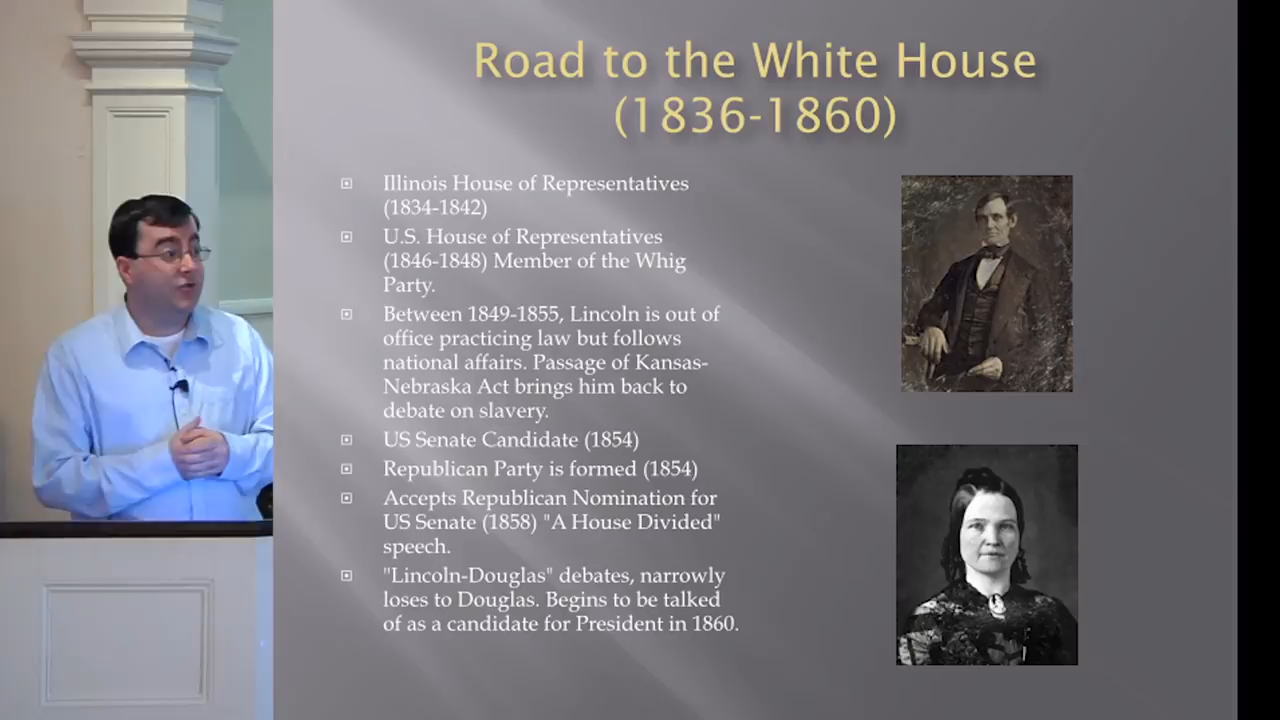 Road to the White House
(1836-1860)
Illinois House of Representatives
(1834-1842)
U.S. House of Representatives
(1846-1848) Member of the Whig
Party.
Between 1849-1855, Lincoln is out of
office practicing law but follows
national affairs. Passage of Kansas-
Nebraska Act brings him back to
debate on slavery.
US Senate Candidate (1854)
Republican Party is formed (1854)
Accepts Republican Nomination for
US Senate (1858) "A House Divided"
speech.
"Lincoln-Douglas" debates, narrowly
loses to Douglas. Begins to be talked
of as a candidate for President in 1860.